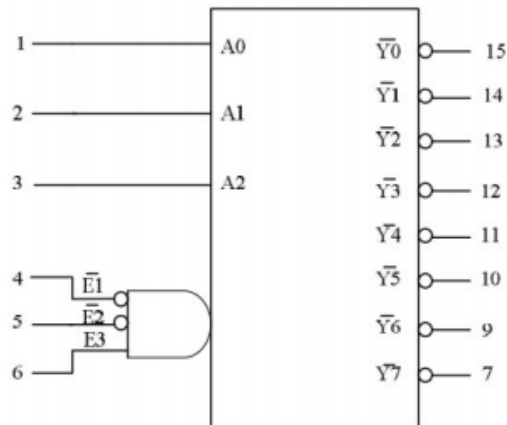 1 A0 Y̅0 15
2 A1 Y̅1 14
Y̅2 13
3 A2 Y̅3 12
Y̅4 11
4 E̅1 Y̅5 10
5 E̅2 Y̅6 9
E3
6 Y̅7 7